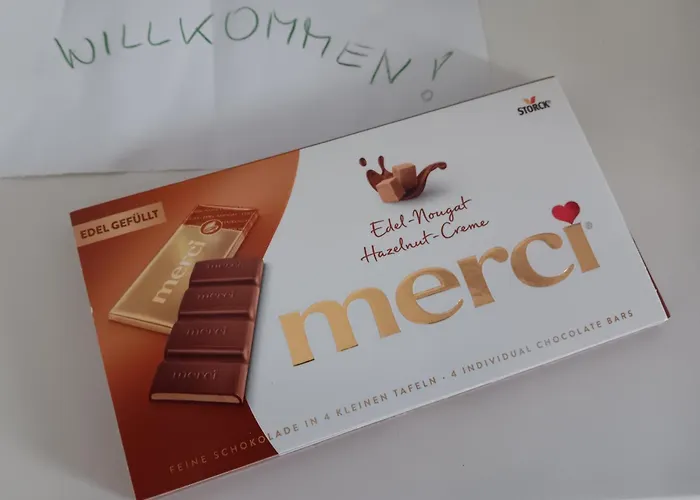 WILLKOMMEN!
STORCK®
EDEL GEFÜLLT
merci
merci
merci
merci
merci
Edel-Nougat
Hazelnut-Creme
merci®
FEINE SCHOKOLADE IN 4 KLEINEN TAFELN · 4 INDIVIDUAL CHOCOLATE BARS